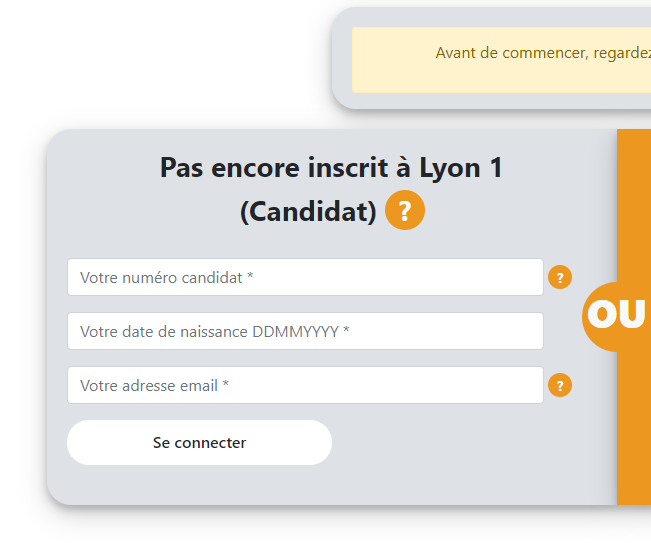 Avant de commencer, regardez
Pas encore inscrit à Lyon 1
(Candidat) ?
Votre numéro candidat * ?
Votre date de naissance DDMMYYYY *
OU
Votre adresse email * ?
Se connecter